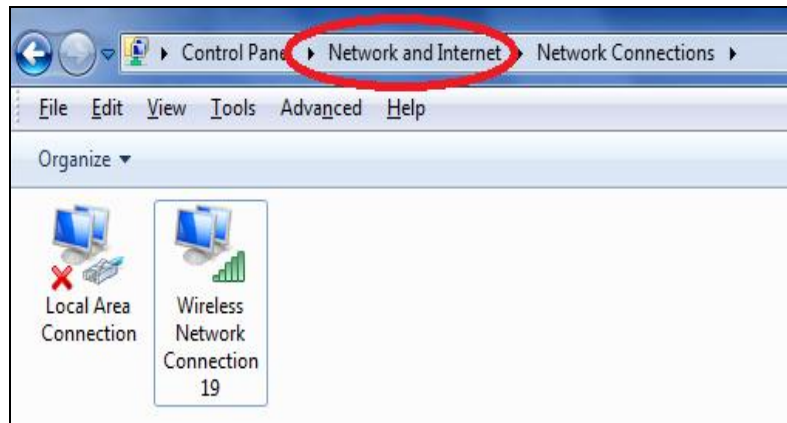 Control Pane Network and Internet Network Connections
File Edit View Tools Advanced Help
Organize
Local Area
Connection
Wireless
Network
Connection
19